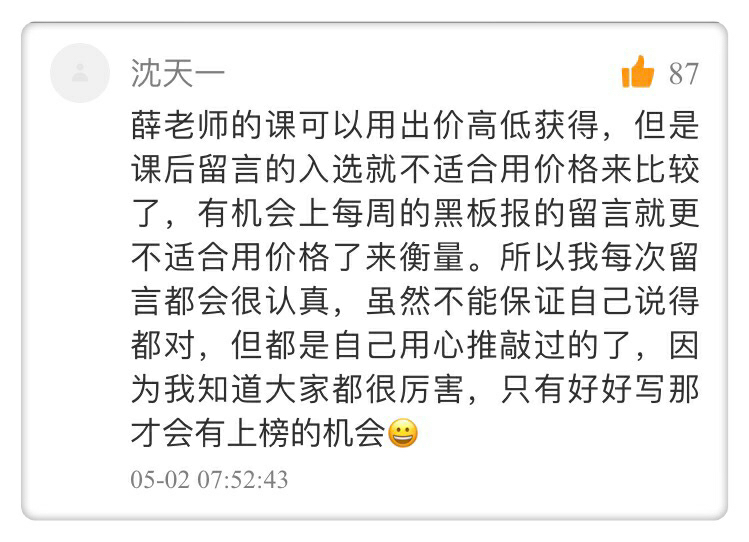 沈天一
87
薛老师的课可以用出价高低获得，但是
课后留言的入选就不适合用价格来比较
了，有机会上每周的黑板报的留言就更
不适合用价格了来衡量。所以我每次留
言都会很认真，虽然不能保证自己说得
都对，但都是自己用心推敲过的了，因
为我知道大家都很厉害，只有好好写那
才会有上榜的机会😀
05-02 07:52:43